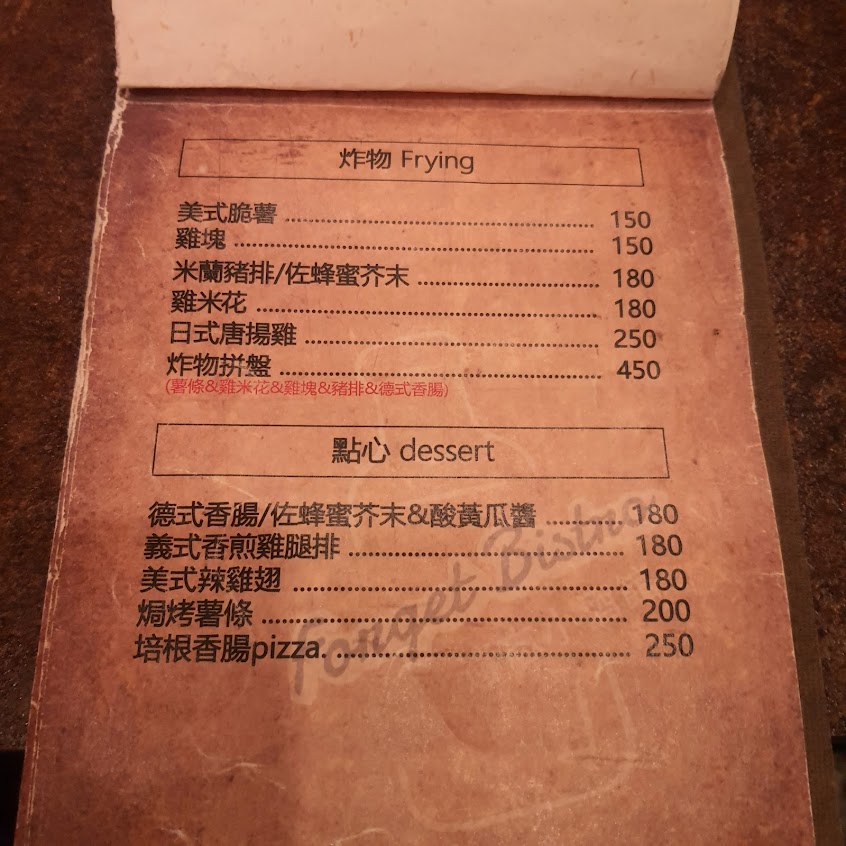 炸物 Frying
美式脆薯 150
雞塊 150
米蘭豬排/佐蜂蜜芥末 180
雞米花 180
日式唐揚雞 250
炸物拼盤 450
(薯條&雞米花&雞塊&豬排&德式香腸)
點心 dessert
德式香腸/佐蜂蜜芥末&酸黃瓜醬 180
義式香煎雞腿排 180
美式辣雞翅 180
焗烤薯條 200
培根香腸pizza. 250
Forget Bistro